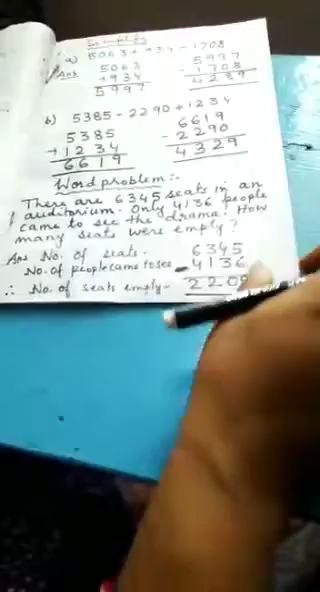 Simplify
a) 5063 + 934 - 1708
Ans 5063 5997
+ 934 - 1708
5997 4289
b) 5385 - 2290 + 1234
5385 6619
+ 1234 - 2290
6619 4329
Word problem:-
There are 6345 seats in an
auditorium. Only 4136 people
came to see the drama. How
many seats were empty?
Ans No. of seats - 6345
No. of people came to see - 4136
∴ No. of seats empty - 2209